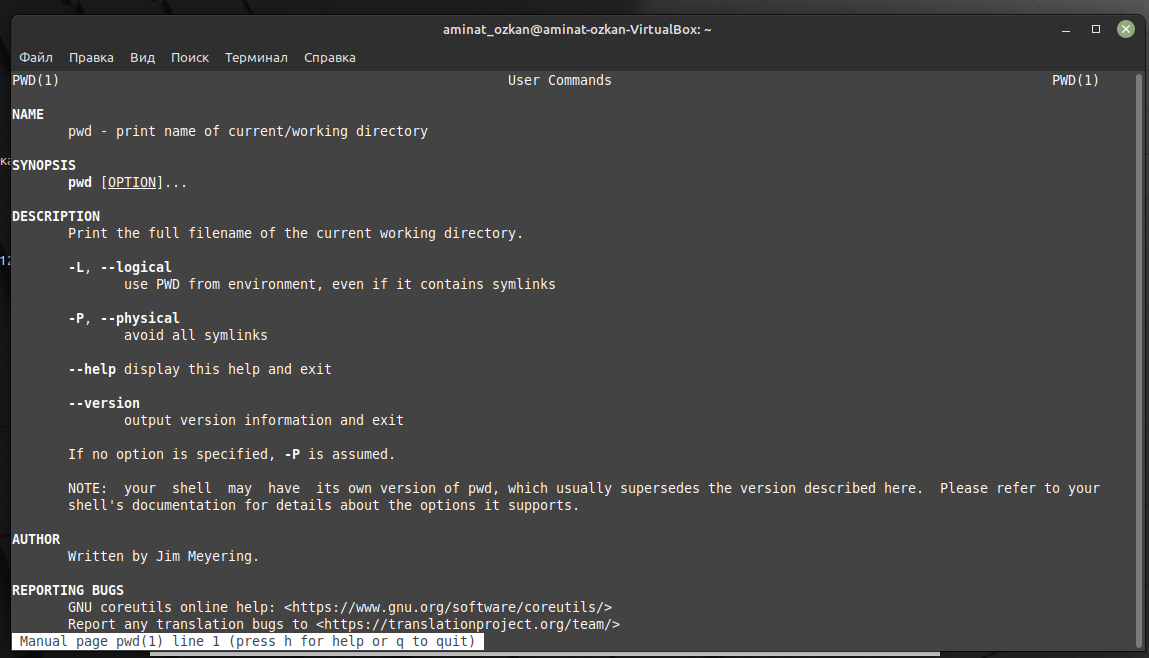 aminat_ozkan@aminat-ozkan-VirtualBox: ~
Файл Правка Вид Поиск Терминал Справка
PWD(1) User Commands PWD(1)
NAME
pwd - print name of current/working directory
SYNOPSIS
pwd [OPTION]...
DESCRIPTION
Print the full filename of the current working directory.
-L, --logical
use PWD from environment, even if it contains symlinks
-P, --physical
avoid all symlinks
--help display this help and exit
--version
output version information and exit
If no option is specified, -P is assumed.
NOTE: your shell may have its own version of pwd, which usually supersedes the version described here. Please refer to your
shell's documentation for details about the options it supports.
AUTHOR
Written by Jim Meyering.
REPORTING BUGS
GNU coreutils online help: <https://www.gnu.org/software/coreutils/>
Report any translation bugs to <https://translationproject.org/team/>
Manual page pwd(1) line 1 (press h for help or q to quit)